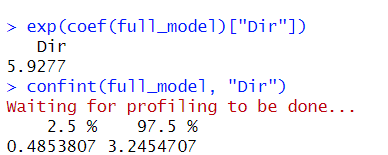 > exp(coef(full_model)["Dir"])
Dir
5.9277
> confint(full_model, "Dir")
Waiting for profiling to be done...
2.5 % 97.5 %
0.4853807 3.2454707